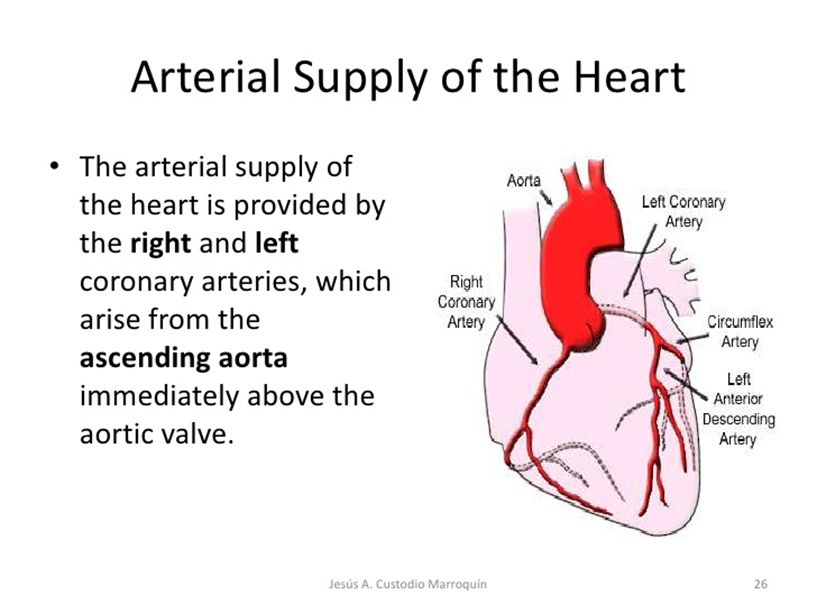 Arterial Supply of the Heart
• The arterial supply of
the heart is provided by
the right and left
coronary arteries, which
arise from the
ascending aorta
immediately above the
aortic valve.
Aorta
Left Coronary
Artery
Right
Coronary
Artery
Circumflex
Artery
Left
Anterior
Descending
Artery
Jesús A. Custodio Marroquín
26